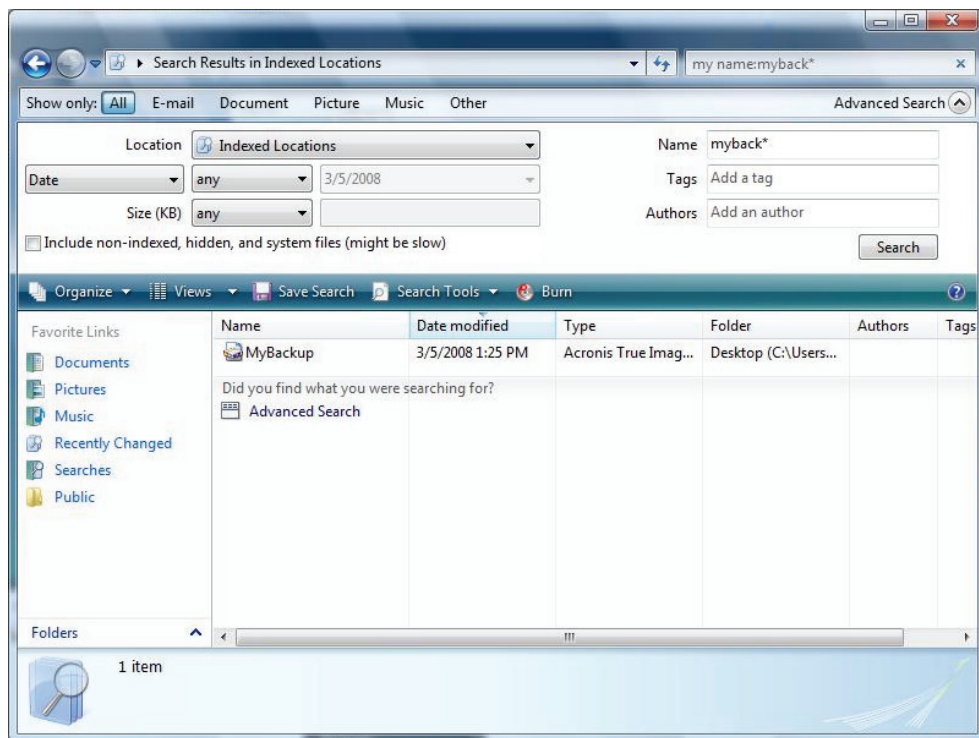 Search Results in Indexed Locations
my name:myback*
Show only: All E-mail Document Picture Music Other Advanced Search
Location Indexed Locations Name myback*
Date any 3/5/2008 Tags Add a tag
Size (KB) any Authors Add an author
Include non-indexed, hidden, and system files (might be slow) Search
Organize Views Save Search Search Tools Burn
Favorite Links
Documents
Pictures
Music
Recently Changed
Searches
Public
Folders
Name Date modified Type Folder Authors Tags
MyBackup 3/5/2008 1:25 PM Acronis True Imag... Desktop (C:\Users...
Did you find what you were searching for?
Advanced Search
1 item